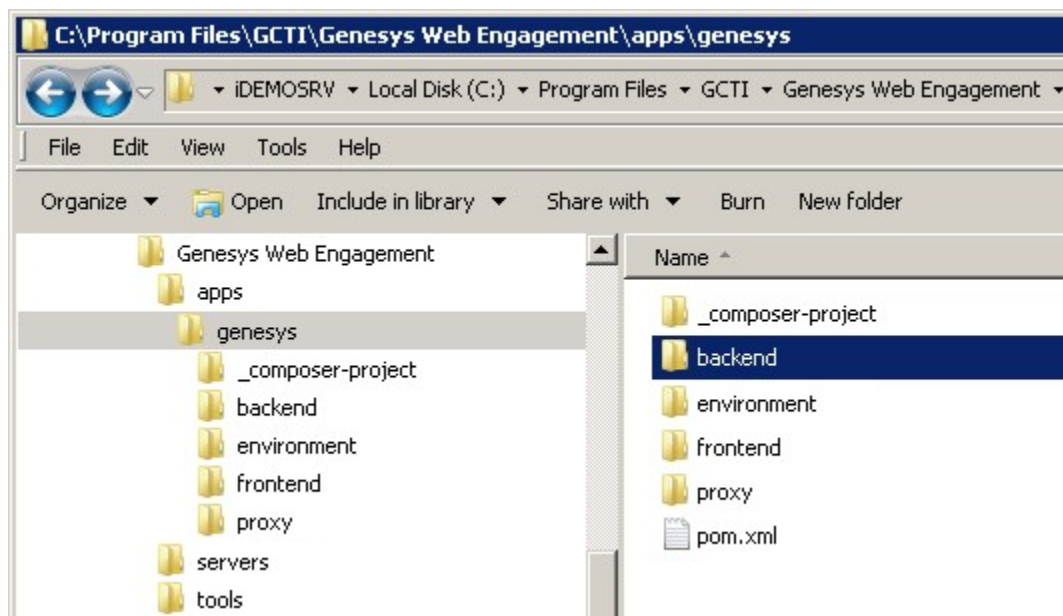 C:\Program Files\GCTI\Genesys Web Engagement\apps\genesys
iDEMOSRV Local Disk (C:) Program Files GCTI Genesys Web Engagement
File Edit View Tools Help
Organize Open Include in library Share with Burn New folder
Genesys Web Engagement
apps
genesys
_composer-project
backend
environment
frontend
proxy
servers
tools
Name
_composer-project
backend
environment
frontend
proxy
pom.xml